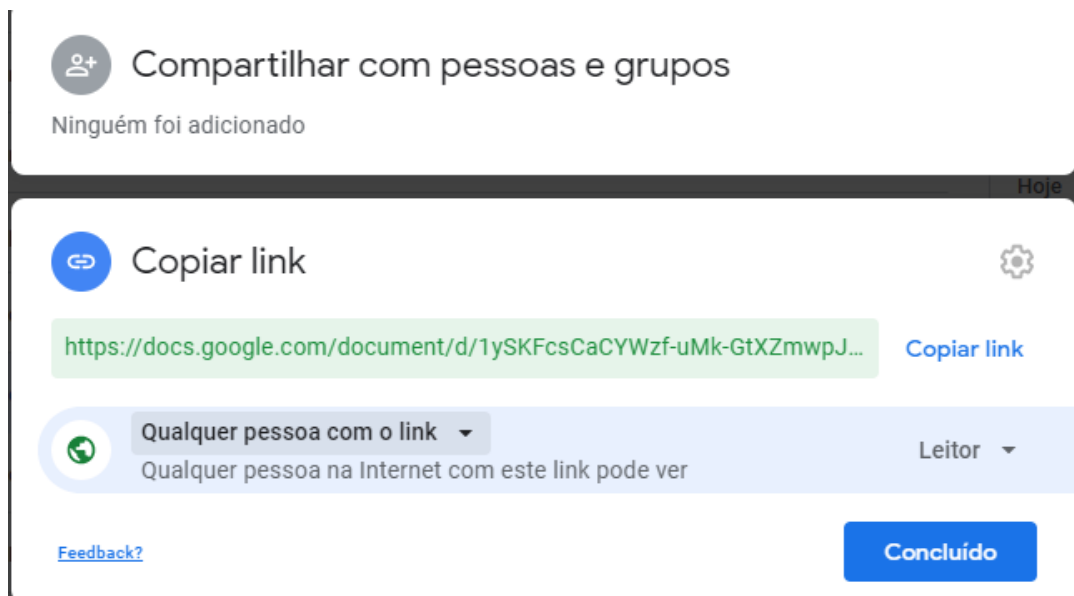 Compartilhar com pessoas e grupos
Ninguém foi adicionado
Hoje
Copiar link
https://docs.google.com/document/d/1ySKFcsCaCYWzf-uMk-GtXZmwpJ... Copiar link
Qualquer pessoa com o link
Qualquer pessoa na Internet com este link pode ver
Leitor
Feedback?
Concluído